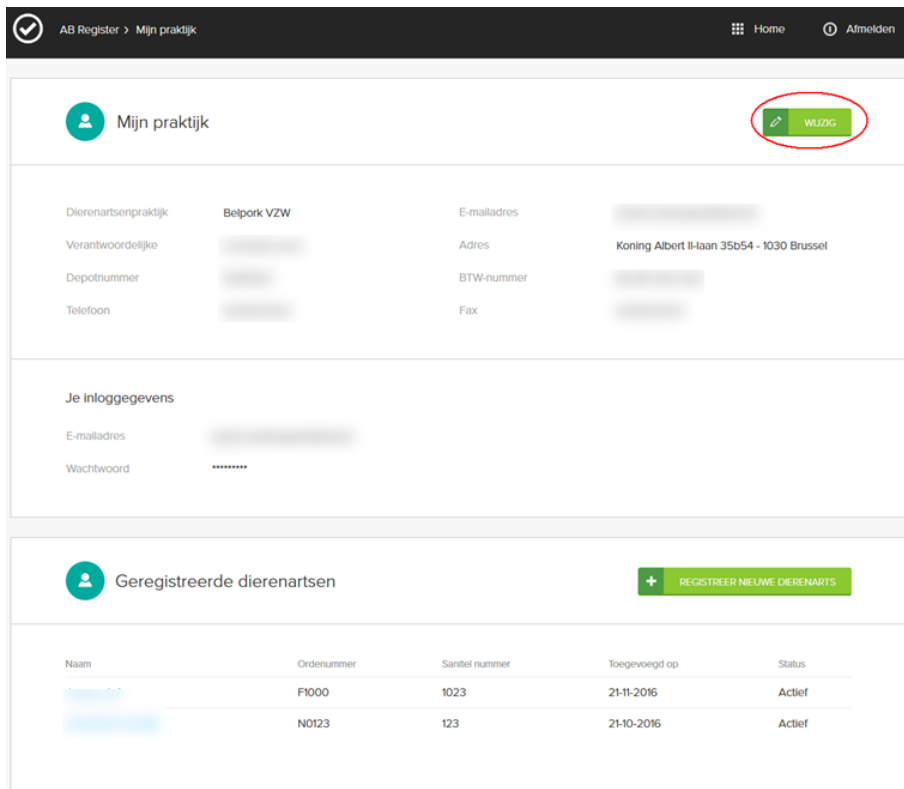 AB Register > Mijn praktijk Home Afmelden
Mijn praktijk WIJZIG
Dierenartsenpraktijk Belpork VZW E-mailadres
Verantwoordelijke Adres Koning Albert II-laan 35b54 - 1030 Brussel
Depotnummer BTW-nummer
Telefoon Fax
Je inloggegevens
E-mailadres
Wachtwoord •••••••••
Geregistreerde dierenartsen REGISTREER NIEUWE DIERENARTS
Naam Ordenummer Sanitel nummer Toegevoegd op Status
F1000 1023 21-11-2016 Actief
N0123 123 21-10-2016 Actief